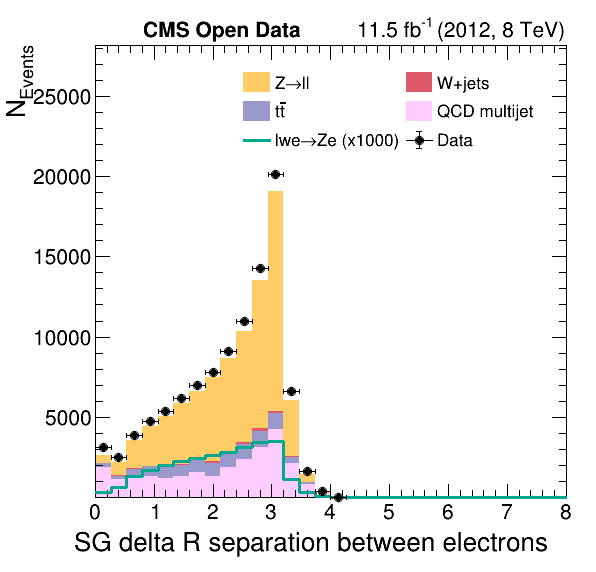 CMS Open Data 11.5 fb⁻¹ (2012, 8 TeV)
N_Events
Z→ll W+jets
tt̄ QCD multijet
lwe→Ze (x1000) Data
25000
20000
15000
10000
5000
0 1 2 3 4 5 6 7 8
SG delta R separation between electrons